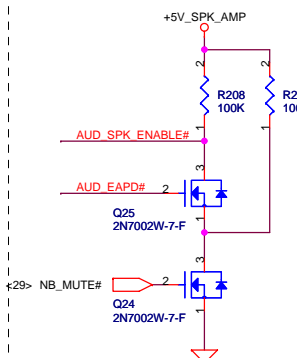 +5V_SPK_AMP
2
2
R208
100K
1
1
AUD_SPK_ENABLE#
3
AUD_EAPD#
2
Q25
2N7002W-7-F
1
3
<29> NB_MUTE#
2
Q24
2N7002W-7-F
1